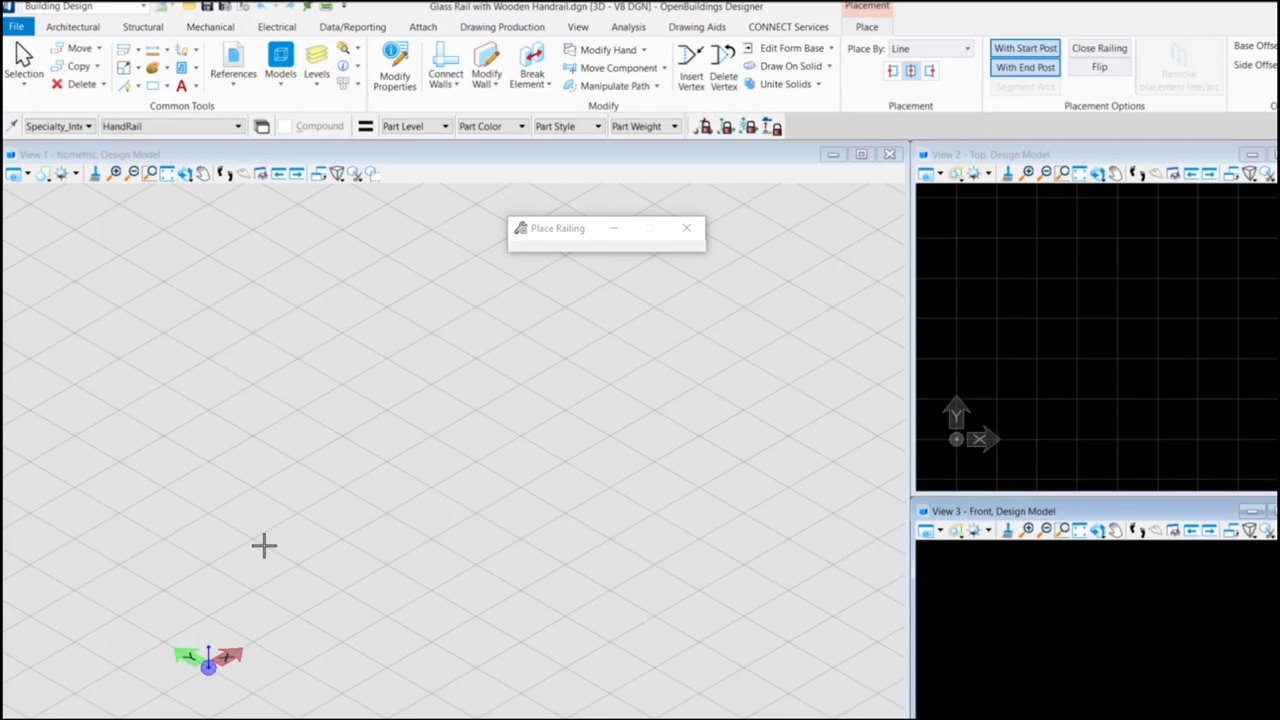 Building Design
Glass Rail with Wooden Handrail.dgn [3D - V8 DGN] - OpenBuildings Designer
Placement
File Architectural Structural Mechanical Electrical Data/Reporting Attach Drawing Production View Analysis Drawing Aids CONNECT Services Place
Selection
Move
Copy
Delete
References
Models
Levels
Common Tools
Modify Properties
Connect Walls
Modify Wall
Break Element
Modify Hand
Move Component
Manipulate Path
Insert Vertex
Delete Vertex
Edit Form Base
Draw On Solid
Unite Solids
Modify
Place By: Line
Placement
With Start Post
With End Post
Segment Arcs
Close Railing
Flip
Remove placement line/arc
Placement Options
Base Offse
Side Offse
Specialty_Inte HandRail Compound Part Level Part Color Part Style Part Weight
View 1 - Isometric, Design Model
View 2 - Top, Design Model
Place Railing
Y
X
View 3 - Front, Design Model
Y
X